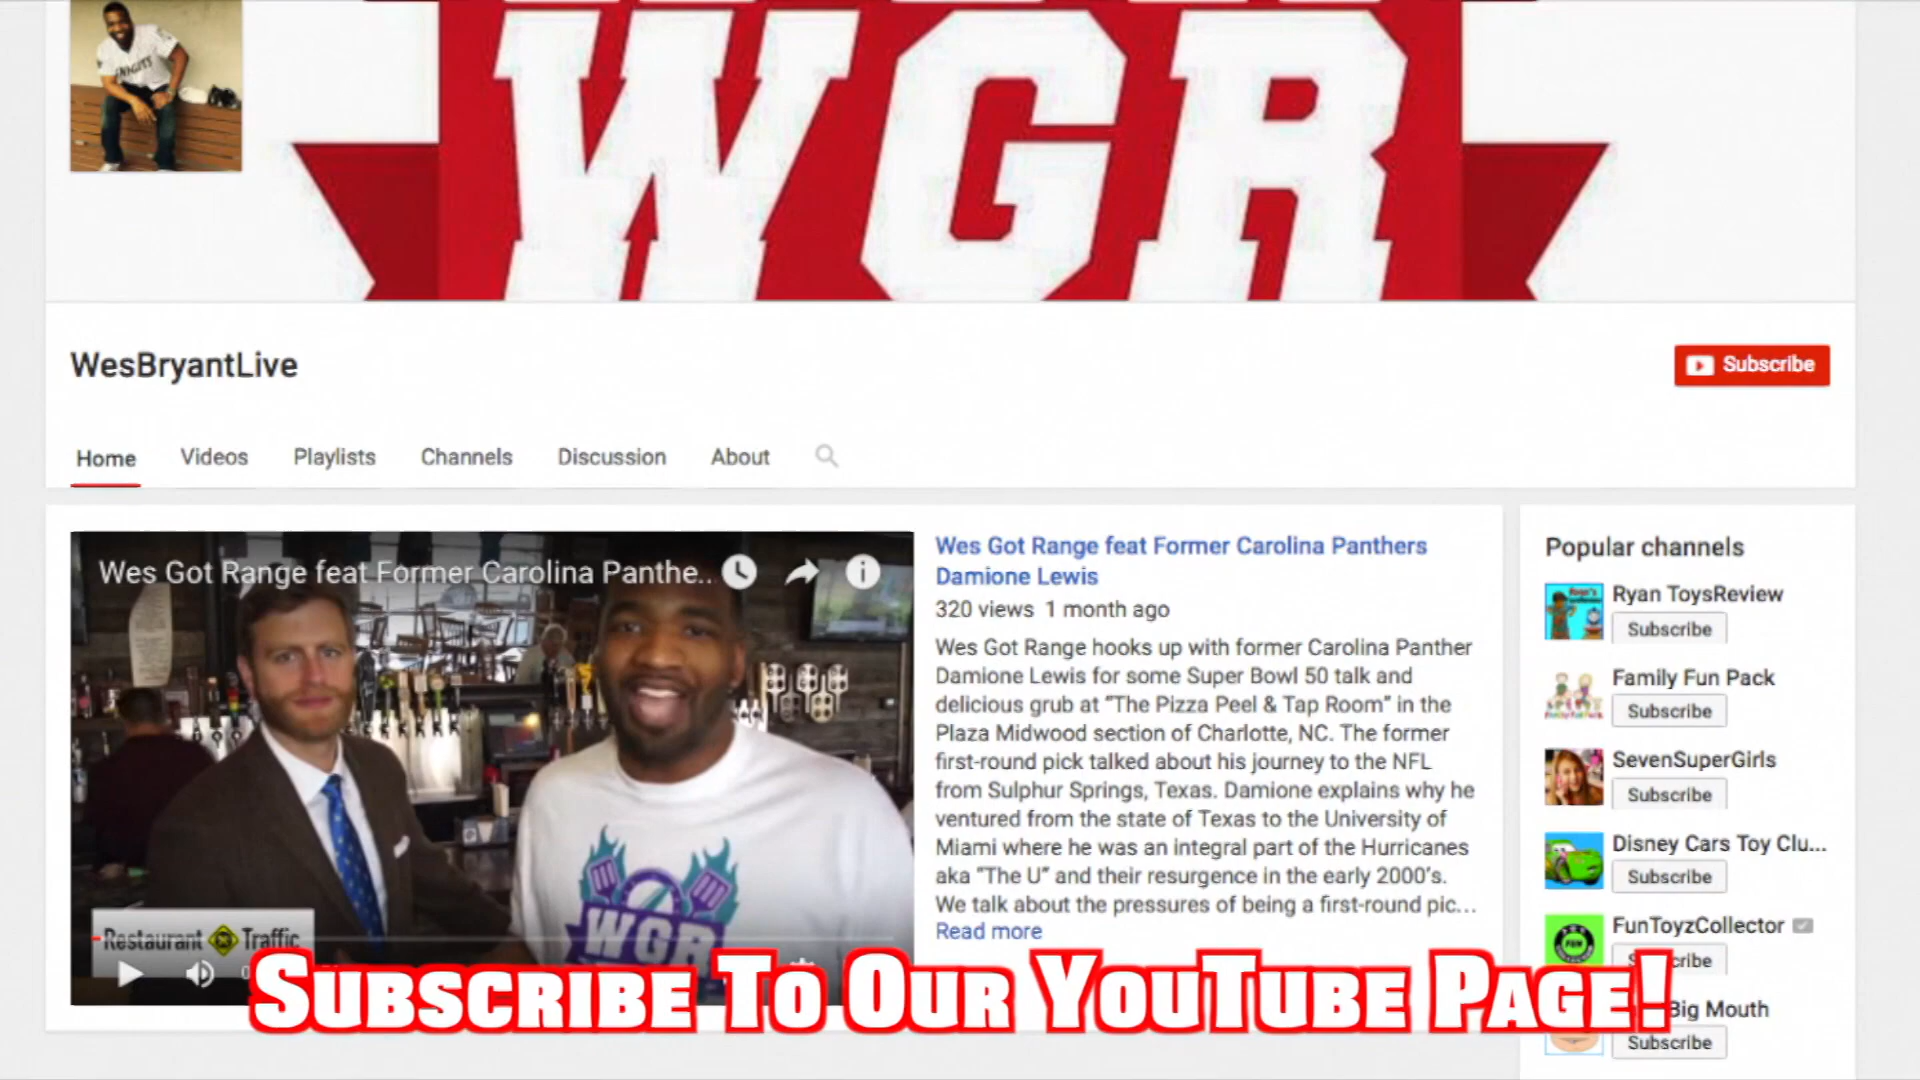 KNIGHTS
WGR
WesBryantLive
Subscribe
Home Videos Playlists Channels Discussion About
Wes Got Range feat Former Carolina Panthe..
Restaurant Traffic
WGR
Wes Got Range feat Former Carolina Panthers
Damione Lewis
320 views 1 month ago
Wes Got Range hooks up with former Carolina Panther
Damione Lewis for some Super Bowl 50 talk and
delicious grub at "The Pizza Peel & Tap Room" in the
Plaza Midwood section of Charlotte, NC. The former
first-round pick talked about his journey to the NFL
from Sulphur Springs, Texas. Damione explains why he
ventured from the state of Texas to the University of
Miami where he was an integral part of the Hurricanes
aka "The U" and their resurgence in the early 2000's.
We talk about the pressures of being a first-round pic...
Read more
Popular channels
Ryan ToysReview
Subscribe
Family Fun Pack
Subscribe
SevenSuperGirls
Subscribe
Disney Cars Toy Clu...
Subscribe
FunToyzCollector
FUN
cribe
Big Mouth
Subscribe
Subscribe To Our YouTube Page!